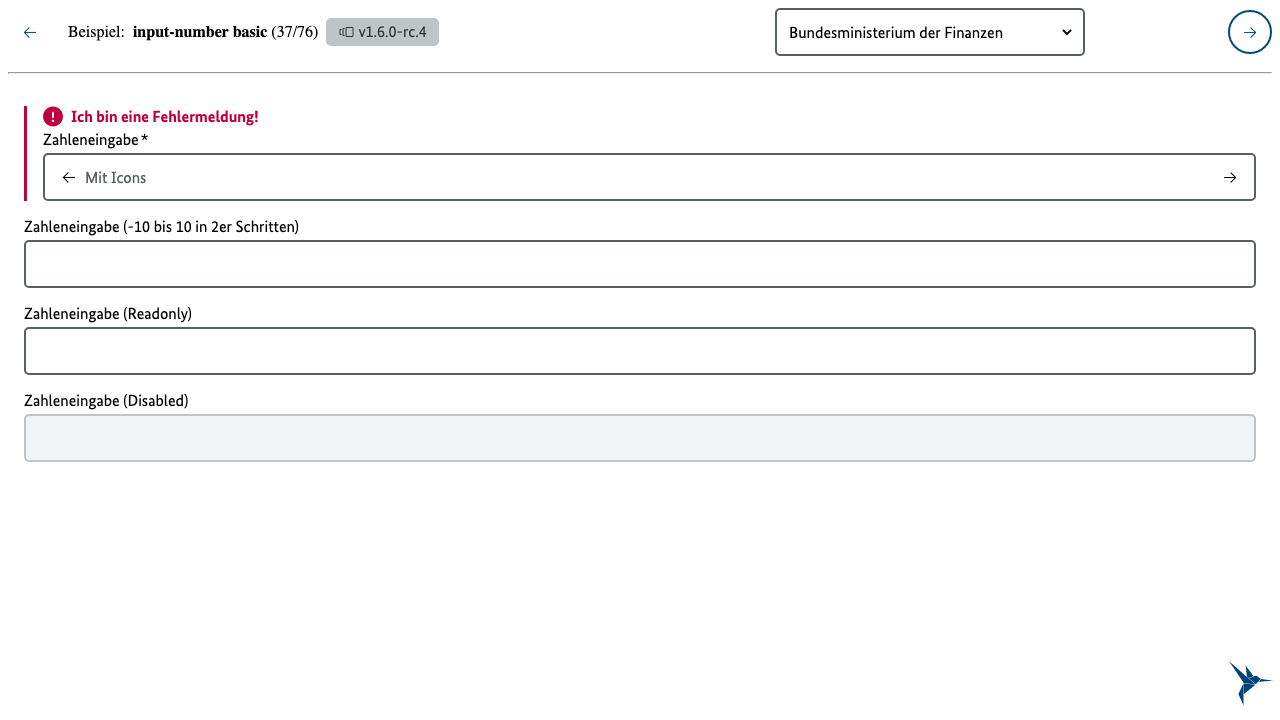 Beispiel: input-number basic (37/76) v1.6.0-rc.4 Bundesministerium der Finanzen
Ich bin eine Fehlermeldung!
Zahleneingabe*
Mit Icons
Zahleneingabe (-10 bis 10 in 2er Schritten)
Zahleneingabe (Readonly)
Zahleneingabe (Disabled)